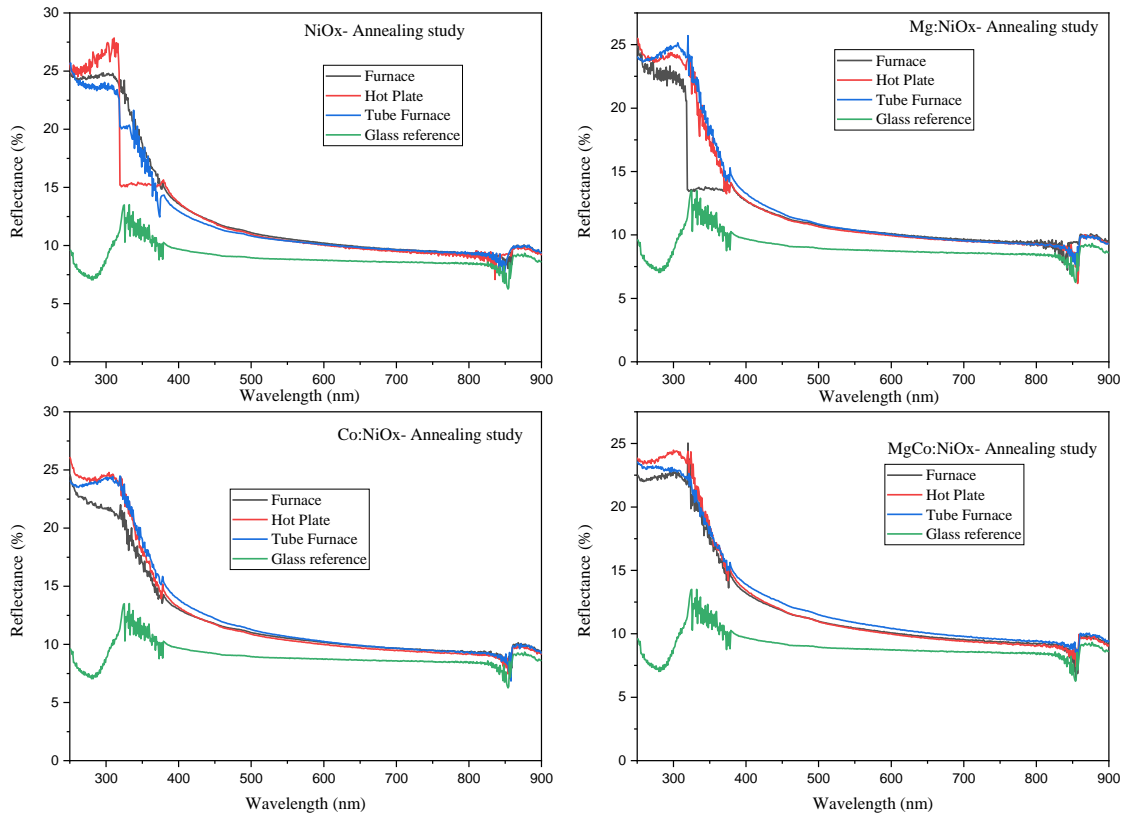 NiOx- Annealing study
Furnace
Hot Plate
Tube Furnace
Glass reference
Reflectance (%)
30
25
20
15
10
5
0
300 400 500 600 700 800 900
Wavelength (nm)
Mg:NiOx- Annealing study
Furnace
Hot Plate
Tube Furnace
Glass reference
Reflectance (%)
25
20
15
10
5
0
300 400 500 600 700 800 900
Wavelength (nm)
Co:NiOx- Annealing study
Furnace
Hot Plate
Tube Furnace
Glass reference
Reflectance (%)
30
25
20
15
10
5
0
300 400 500 600 700 800 900
Wavelength (nm)
MgCo:NiOx- Annealing study
Furnace
Hot Plate
Tube Furnace
Glass reference
Reflectance (%)
25
20
15
10
5
0
300 400 500 600 700 800 900
Wavelength (nm)